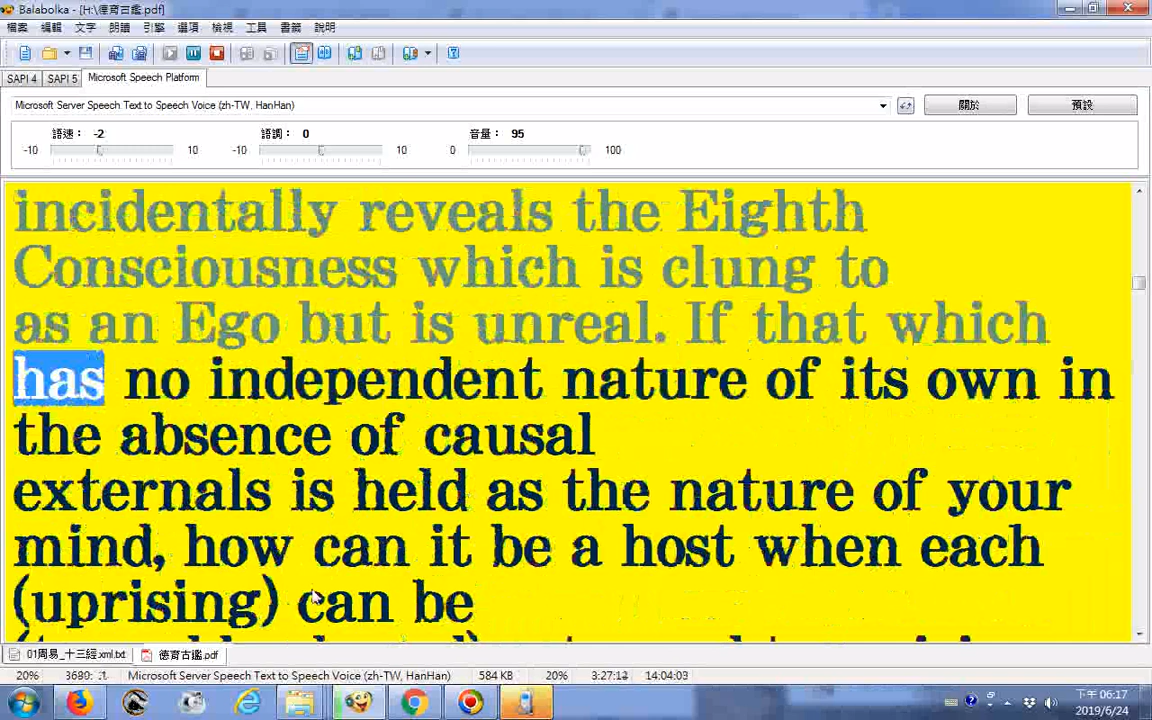 Balabolka - [H:\德育古鑑.pdf]
檔案 編輯 文字 朗讀 引擎 選項 檢視 工具 書籤 說明
SAPI 4 SAPI 5 Microsoft Speech Platform
Microsoft Server Speech Text to Speech Voice (zh-TW, HanHan) 關於 預設
語速： -2 語調： 0 音量： 95
-10 10 -10 10 0 100
incidentally reveals the Eighth
Consciousness which is clung to
as an Ego but is unreal. If that which
has no independent nature of its own in
the absence of causal
externals is held as the nature of your
mind, how can it be a host when each
(uprising) can be
01周易_十三經.xml.txt 德育古鑑.pdf
20% Microsoft Server Speech Text to Speech Voice (zh-TW, HanHan) 584 KB 20% 3:27:12 14:04:03
下午 06:17
2019/6/24